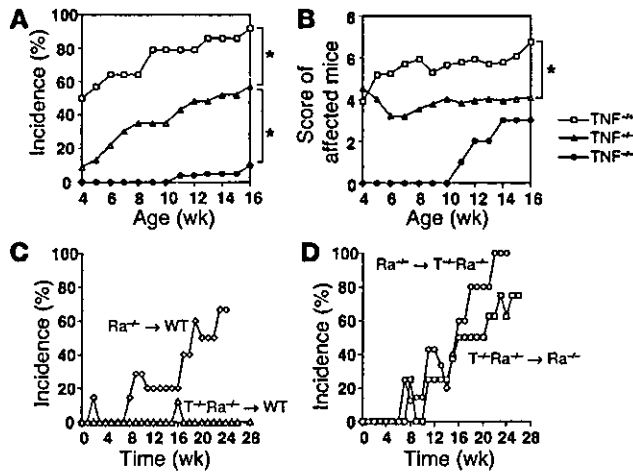 A
Incidence (%)
100
80
60
40
20
0
4 6 8 10 12 14 16
Age (wk)
*
*
B
Score of
affected mice
8
6
4
2
0
4 6 8 10 12 14 16
Age (wk)
*
TNF
TNF
TNF
C
Incidence (%)
100
80
60
40
20
0
Ra-/- → WT
T-/-Ra-/- → WT
0 4 8 12 16 20 24 28
Time (wk)
D
Incidence (%)
100
80
60
40
20
0
Ra-/- → T-/-Ra-/-
T-/-Ra-/- → Ra-/-
0 4 8 12 16 20 24 28
Time (wk)